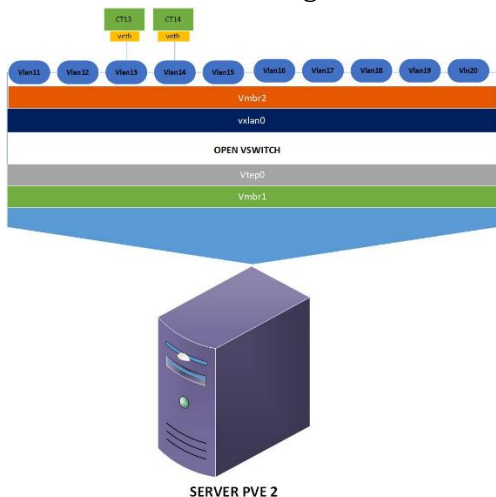 CT13 CT14
veth veth
Vlan11 Vlan12 Vlan13 Vlan14 Vlan15 Vlan16 Vlan17 Vlan18 Vlan19 Vln20
Vmbr2
vxlan0
OPEN VSWITCH
Vtep0
Vmbr1
SERVER PVE 2